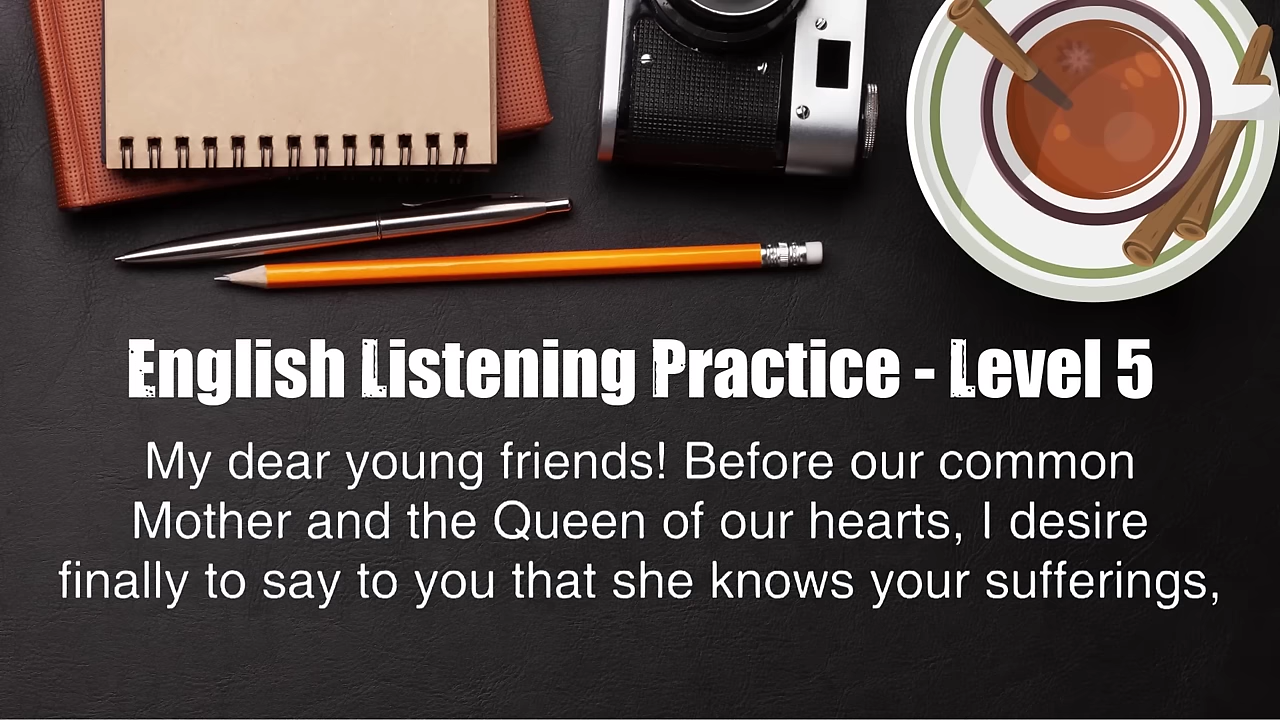 English Listening Practice - Level 5
My dear young friends! Before our common
Mother and the Queen of our hearts, I desire
finally to say to you that she knows your sufferings,